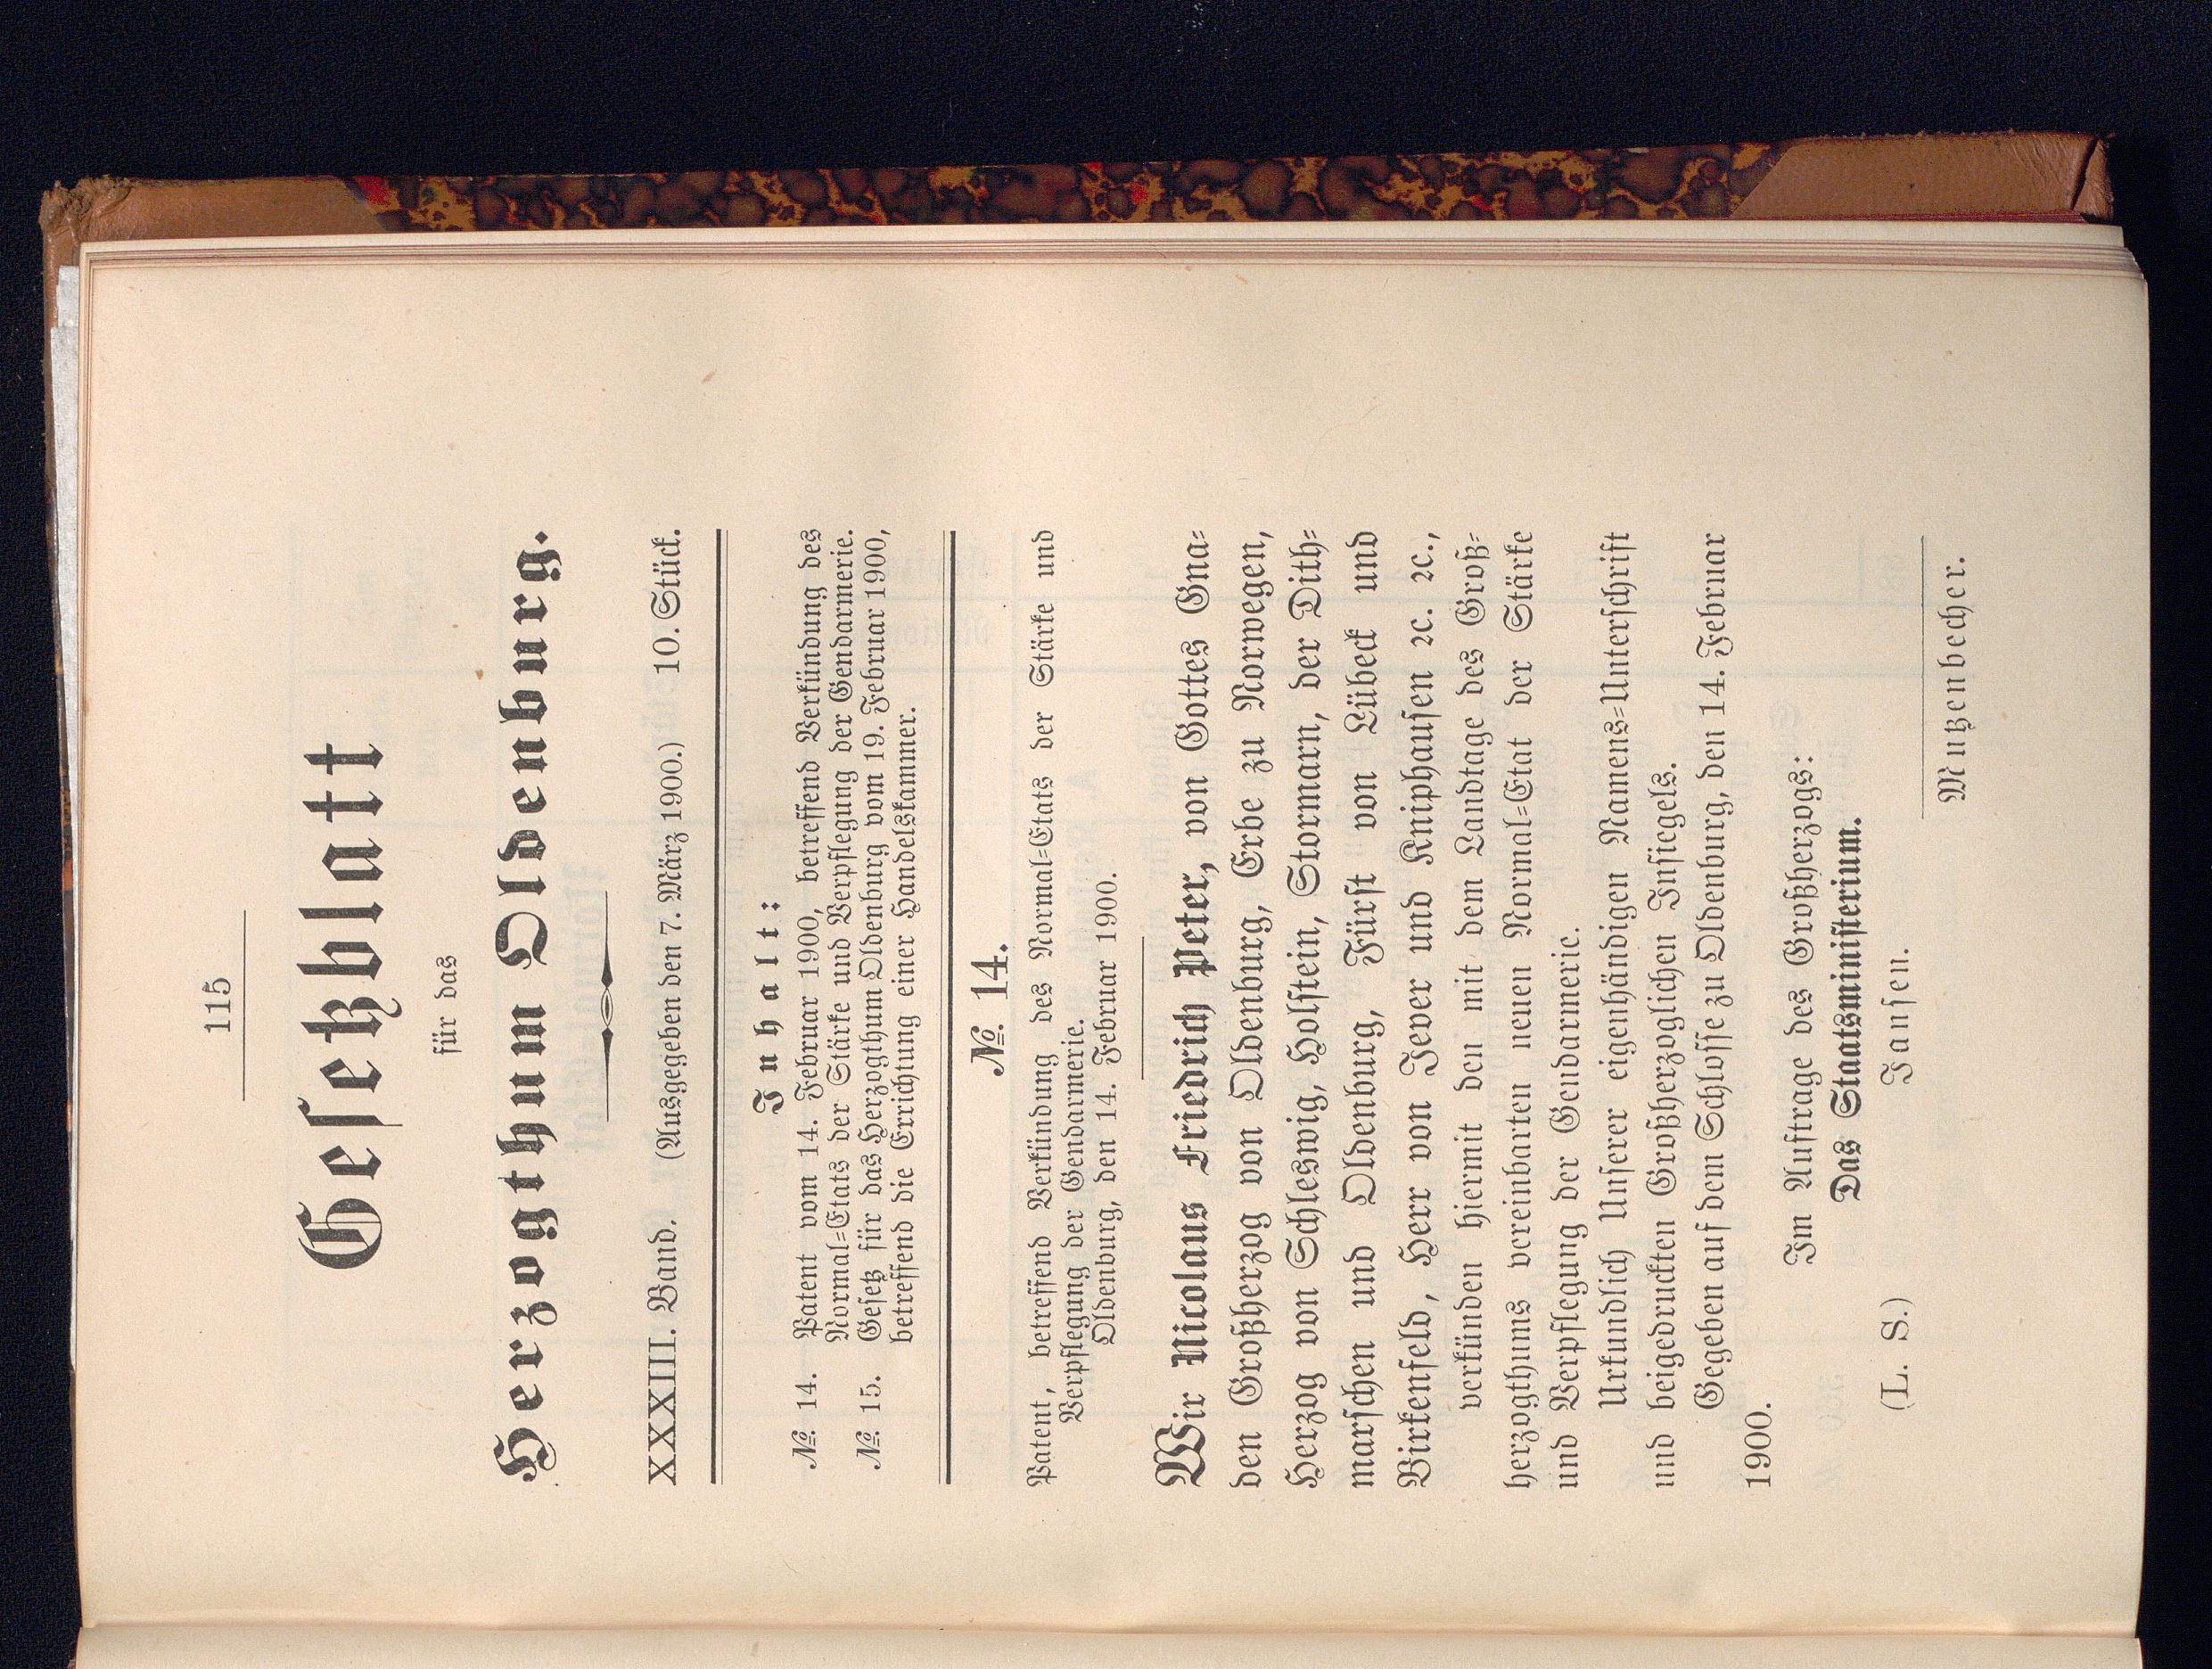 115
Gesetzblatt
für das
Herzogthum Oldenburg.
XXXIII. Band. (Ausgegeben den 7. März 1900.) 10. Stück.
Inhalt:
№ 14. Patent vom 14. Februar 1900, betreffend Verkündung des
Normal=Etats der Stärke und Verpflegung der Gendarmerie.
№ 15. Gesetz für das Herzogthum Oldenburg vom 19. Februar 1900,
betreffend die Errichtung einer Handelskammer.
№ 14.
Patent, betreffend Verkündung des Normal=Etats der Stärke und
Verpflegung der Gendarmerie.
Oldenburg, den 14. Februar 1900.
Wir Nicolaus Friedrich Peter, von Gottes Gna=
den Großherzog von Oldenburg, Erbe zu Norwegen,
Herzog von Schleswig, Holstein, Stormarn, der Dith=
marschen und Oldenburg, Fürst von Lübeck und
Birkenfeld, Herr von Jever und Kniphausen ꝛc. ꝛc.,
verkünden hiermit den mit dem Landtage des Groß=
herzogthums vereinbarten neuen Normal=Etat der Stärke
und Verpflegung der Gendarmerie.
Urkundlich Unserer eigenhändigen Namens=Unterschrift
und beigedruckten Großherzoglichen Insiegels.
Gegeben auf dem Schlosse zu Oldenburg, den 14. Februar
1900.
Im Auftrage des Großherzogs:
Das Staatsministerium.
(L. S.) Jansen.
Mutzenbecher.